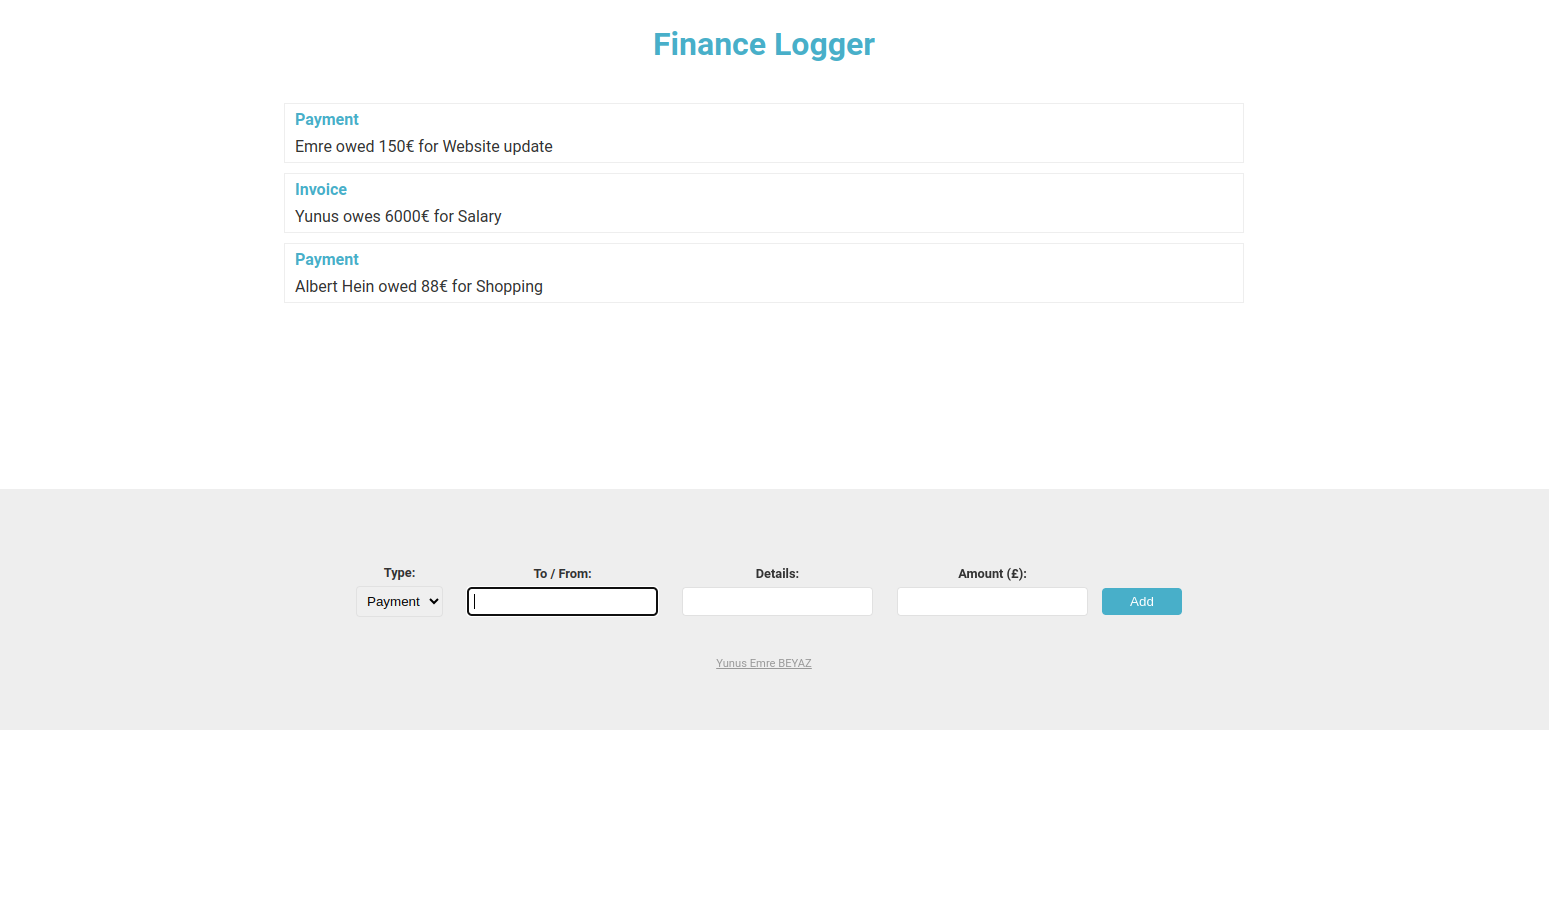 Finance Logger
Payment
Emre owed 150€ for Website update
Invoice
Yunus owes 6000€ for Salary
Payment
Albert Hein owed 88€ for Shopping
Type:
To / From:
Details:
Amount (£):
Payment
Add
Yunus Emre BEYAZ